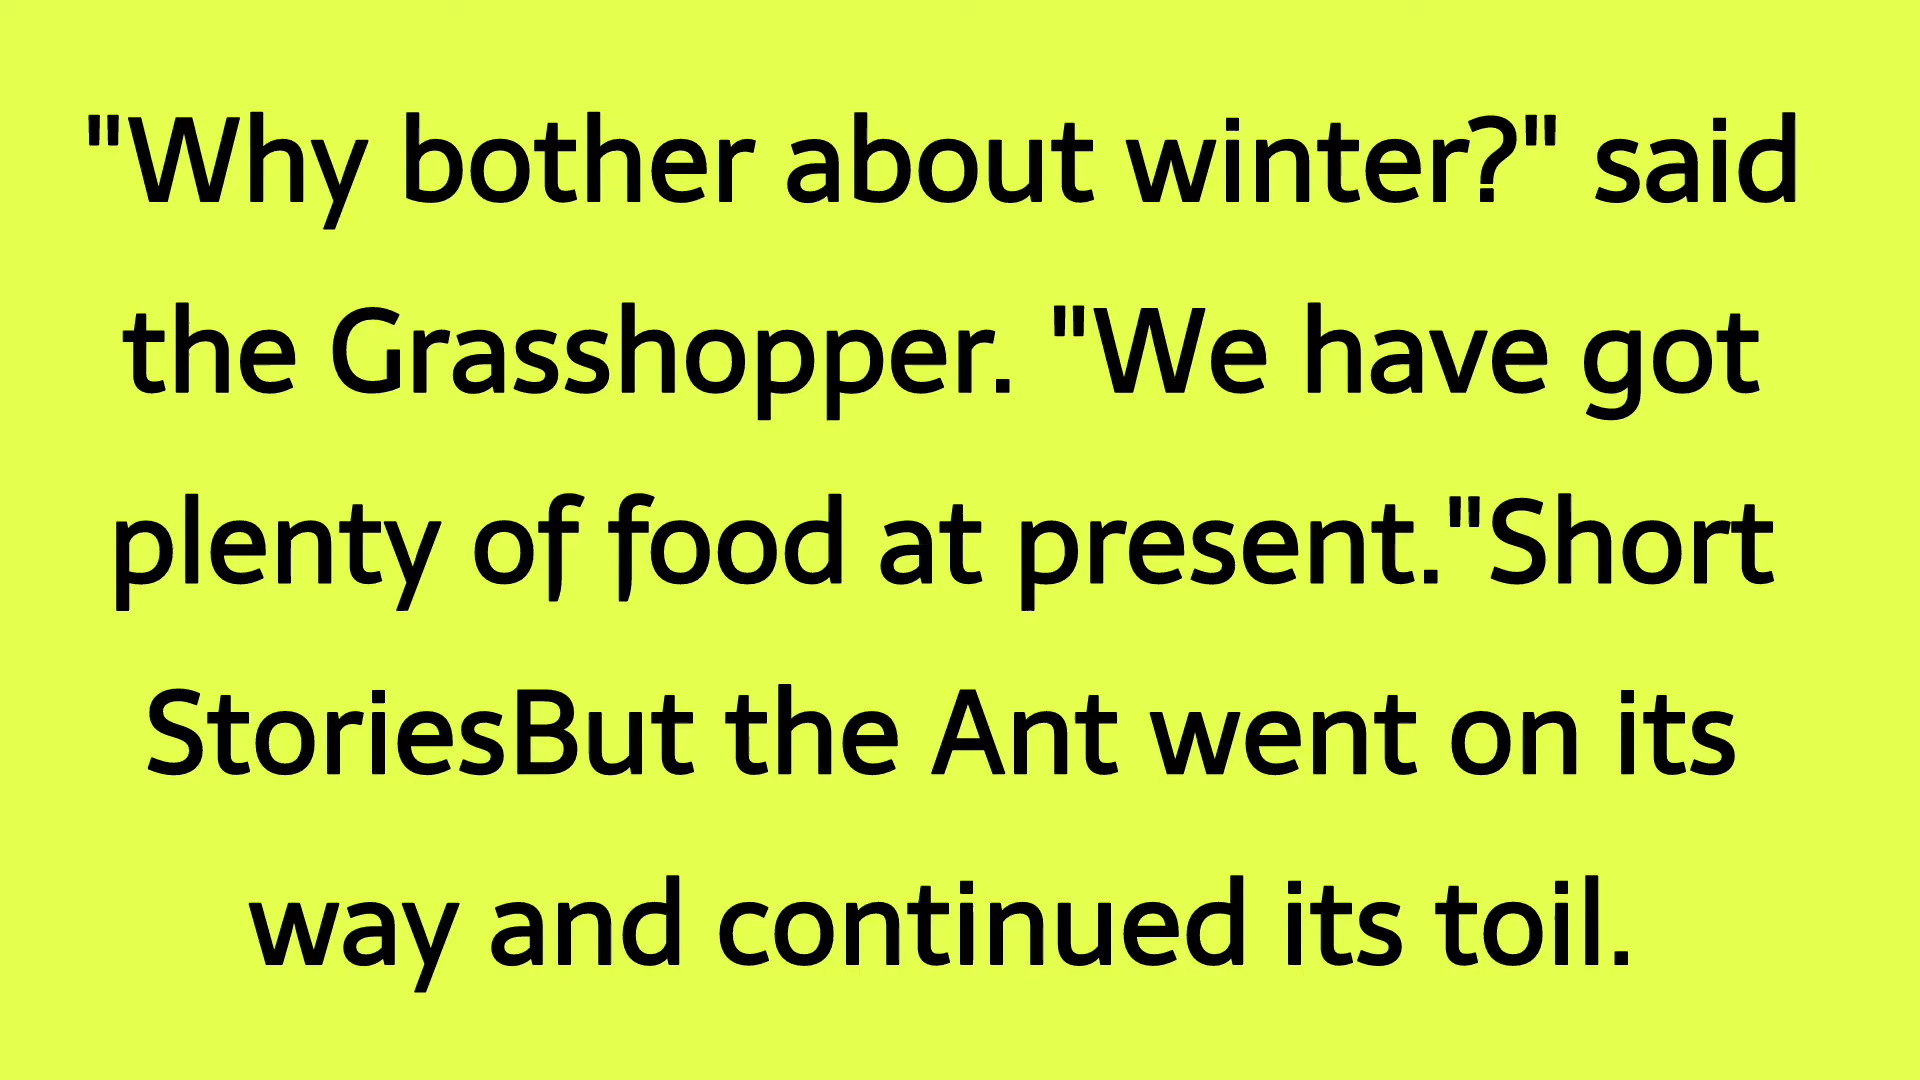 "Why bother about winter?" said
the Grasshopper. "We have got
plenty of food at present."Short
StoriesBut the Ant went on its
way and continued its toil.